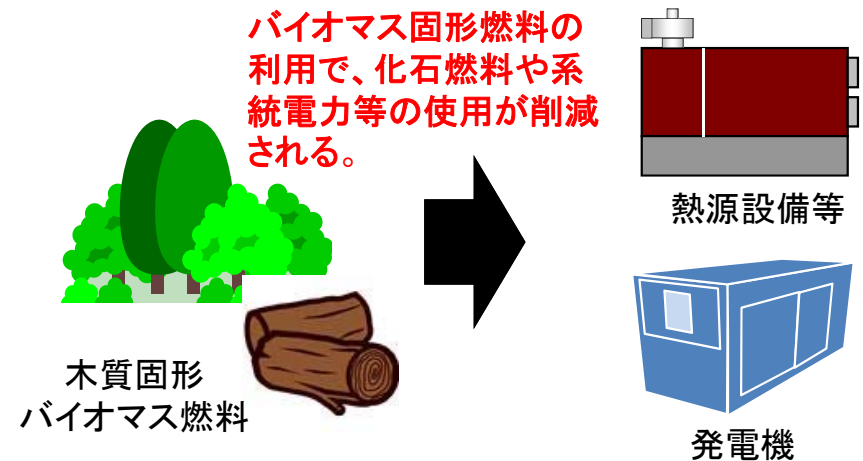 バイオマス固形燃料の
利用で、化石燃料や系
統電力等の使用が削減
される。
熱源設備等
木質固形
バイオマス燃料
発電機